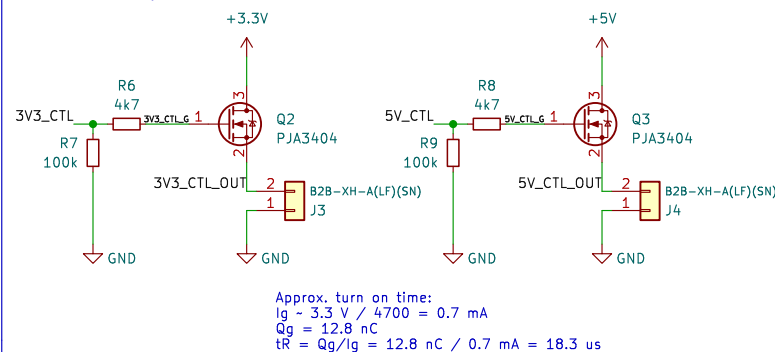 +3.3V
+5V
R6
4k7
3V3_CTL
3V3_CTL_G
1
3
2
Q2
PJA3404
R7
100k
3V3_CTL_OUT
2
1
B2B-XH-A(LF)(SN)
J3
GND
GND
R8
4k7
5V_CTL
5V_CTL_G
1
3
2
Q3
PJA3404
R9
100k
5V_CTL_OUT
2
1
B2B-XH-A(LF)(SN)
J4
GND
GND
Approx. turn on time:
Ig ~ 3.3 V / 4700 = 0.7 mA
Qg = 12.8 nC
tR = Qg/Ig = 12.8 nC / 0.7 mA = 18.3 us